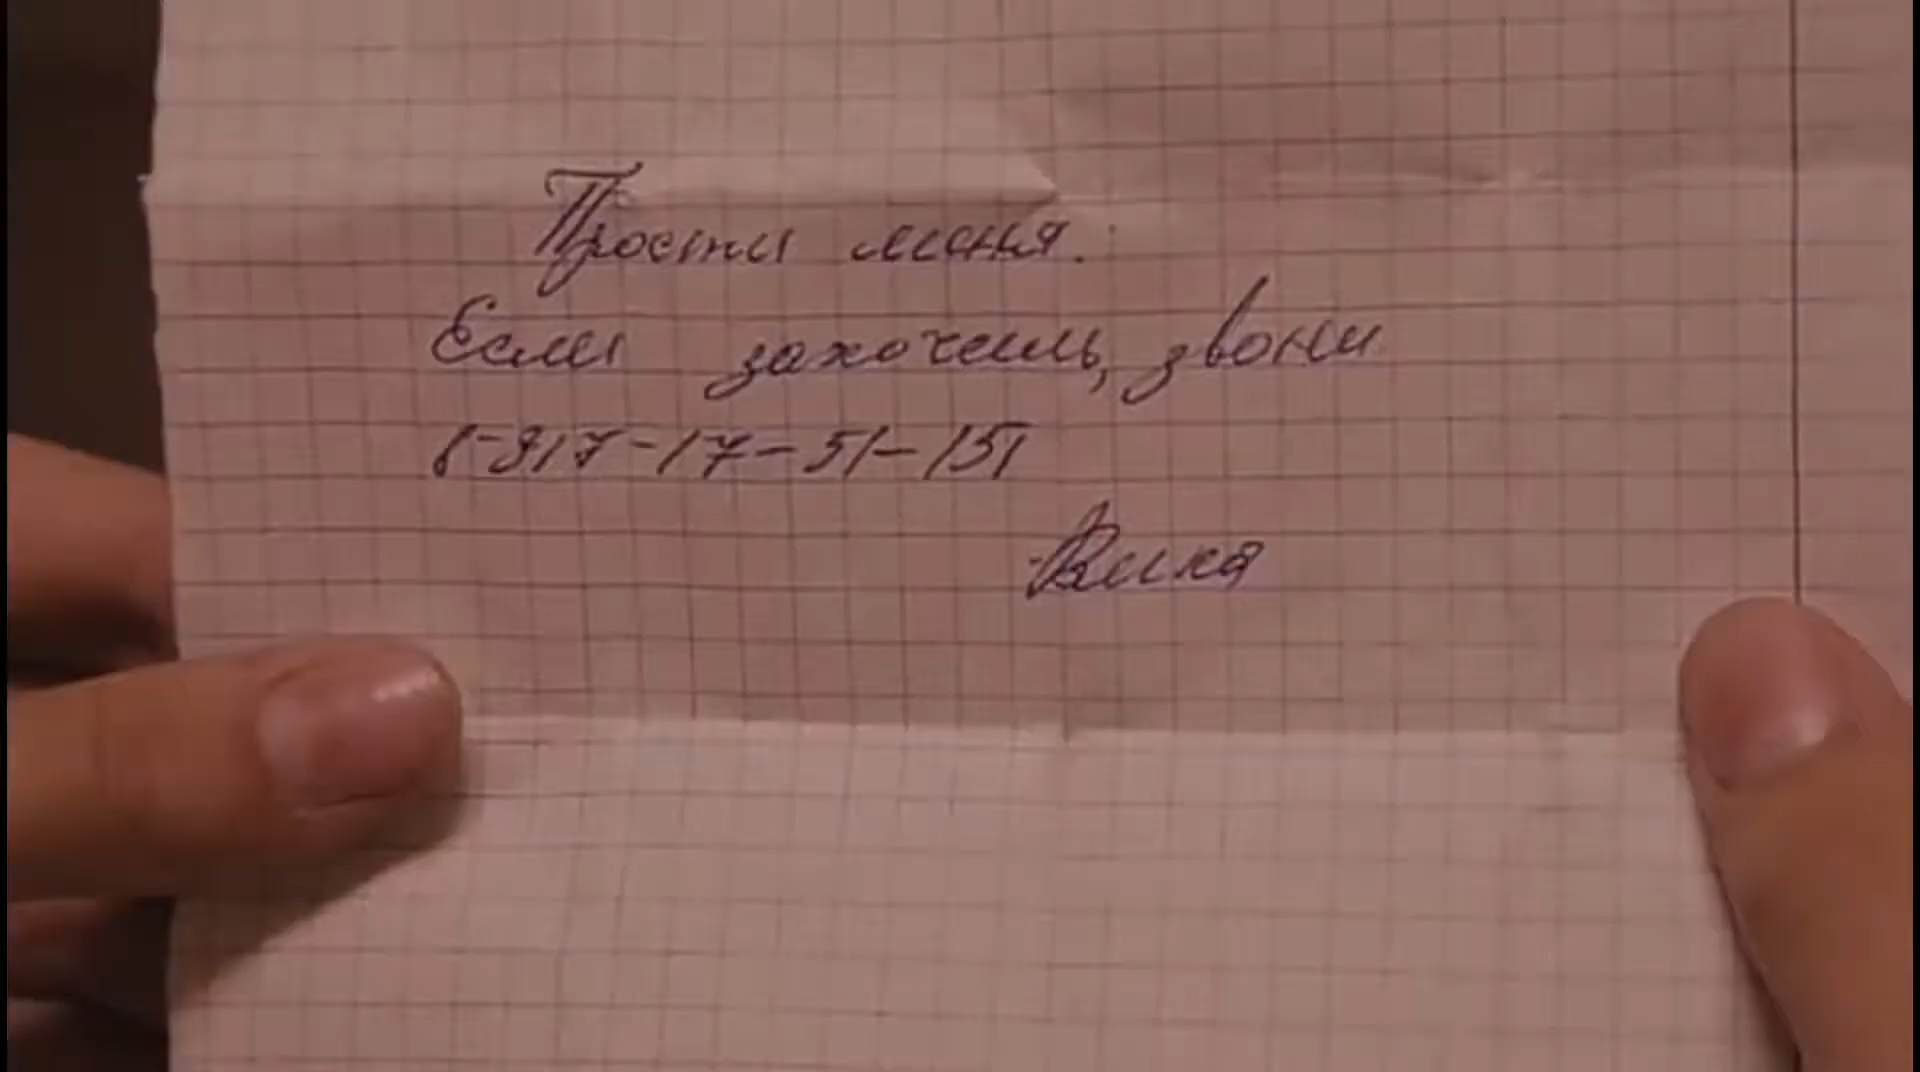 Прости меня.
Если захочешь, звони
8-917-17-51-151
Вика